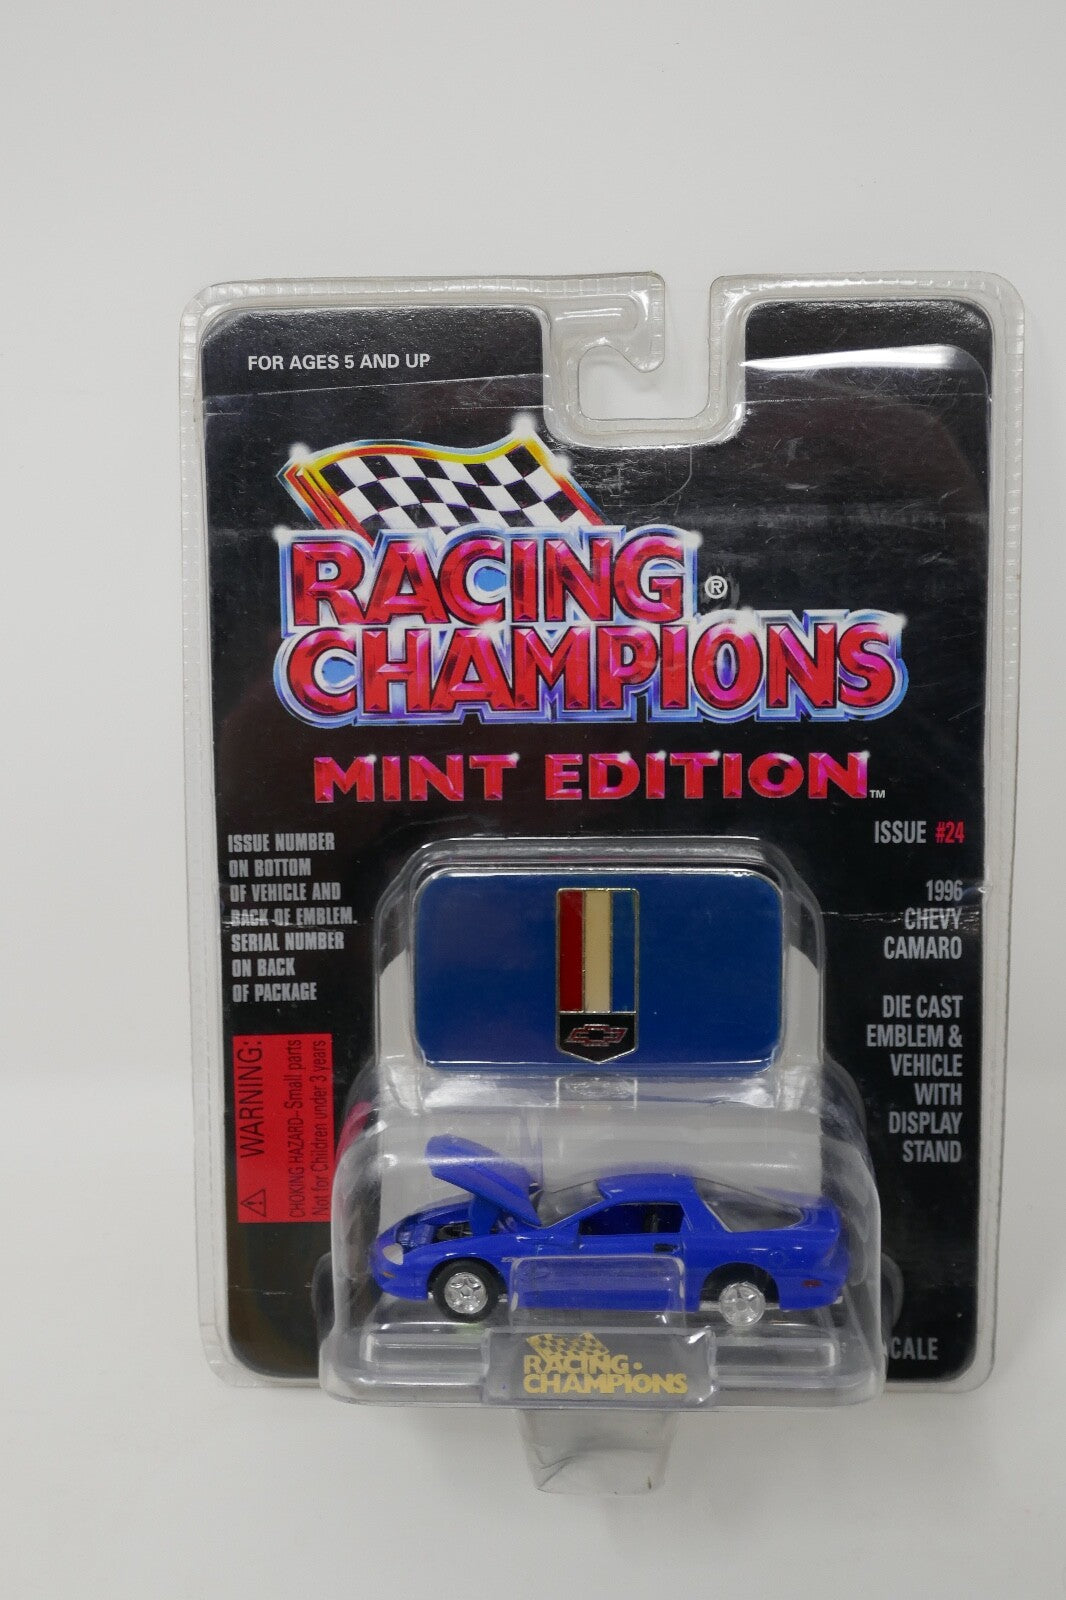 FOR AGES 5 AND UP
RACING ®
CHAMPIONS
MINT EDITION™
ISSUE #24
ISSUE NUMBER
ON BOTTOM
OF VEHICLE AND
BACK OF EMBLEM.
SERIAL NUMBER
ON BACK
OF PACKAGE
1996
CHEVY
CAMARO
DIE CAST
EMBLEM &
VEHICLE
WITH
DISPLAY
STAND
WARNING:
CHOKING HAZARD-Small parts
Not for Children under 3 years
RACING
CHAMPIONS